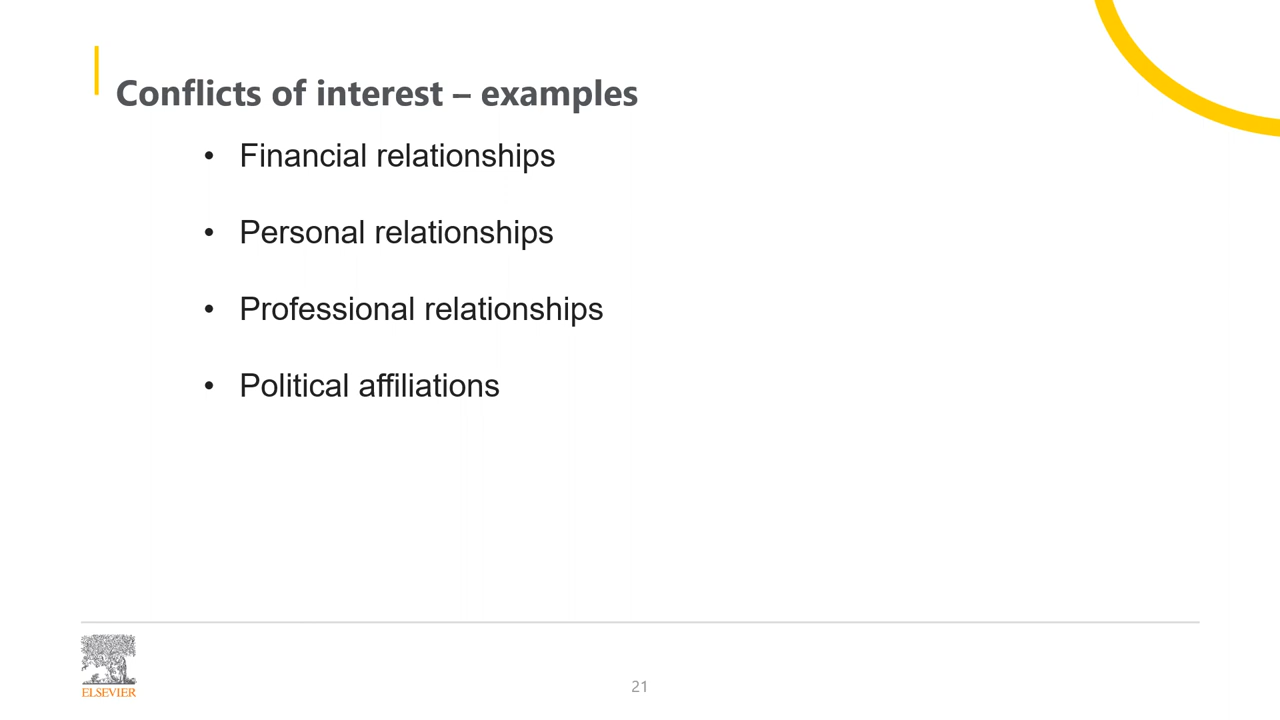 Conflicts of interest – examples
• Financial relationships
• Personal relationships
• Professional relationships
• Political affiliations
ELSEVIER
21